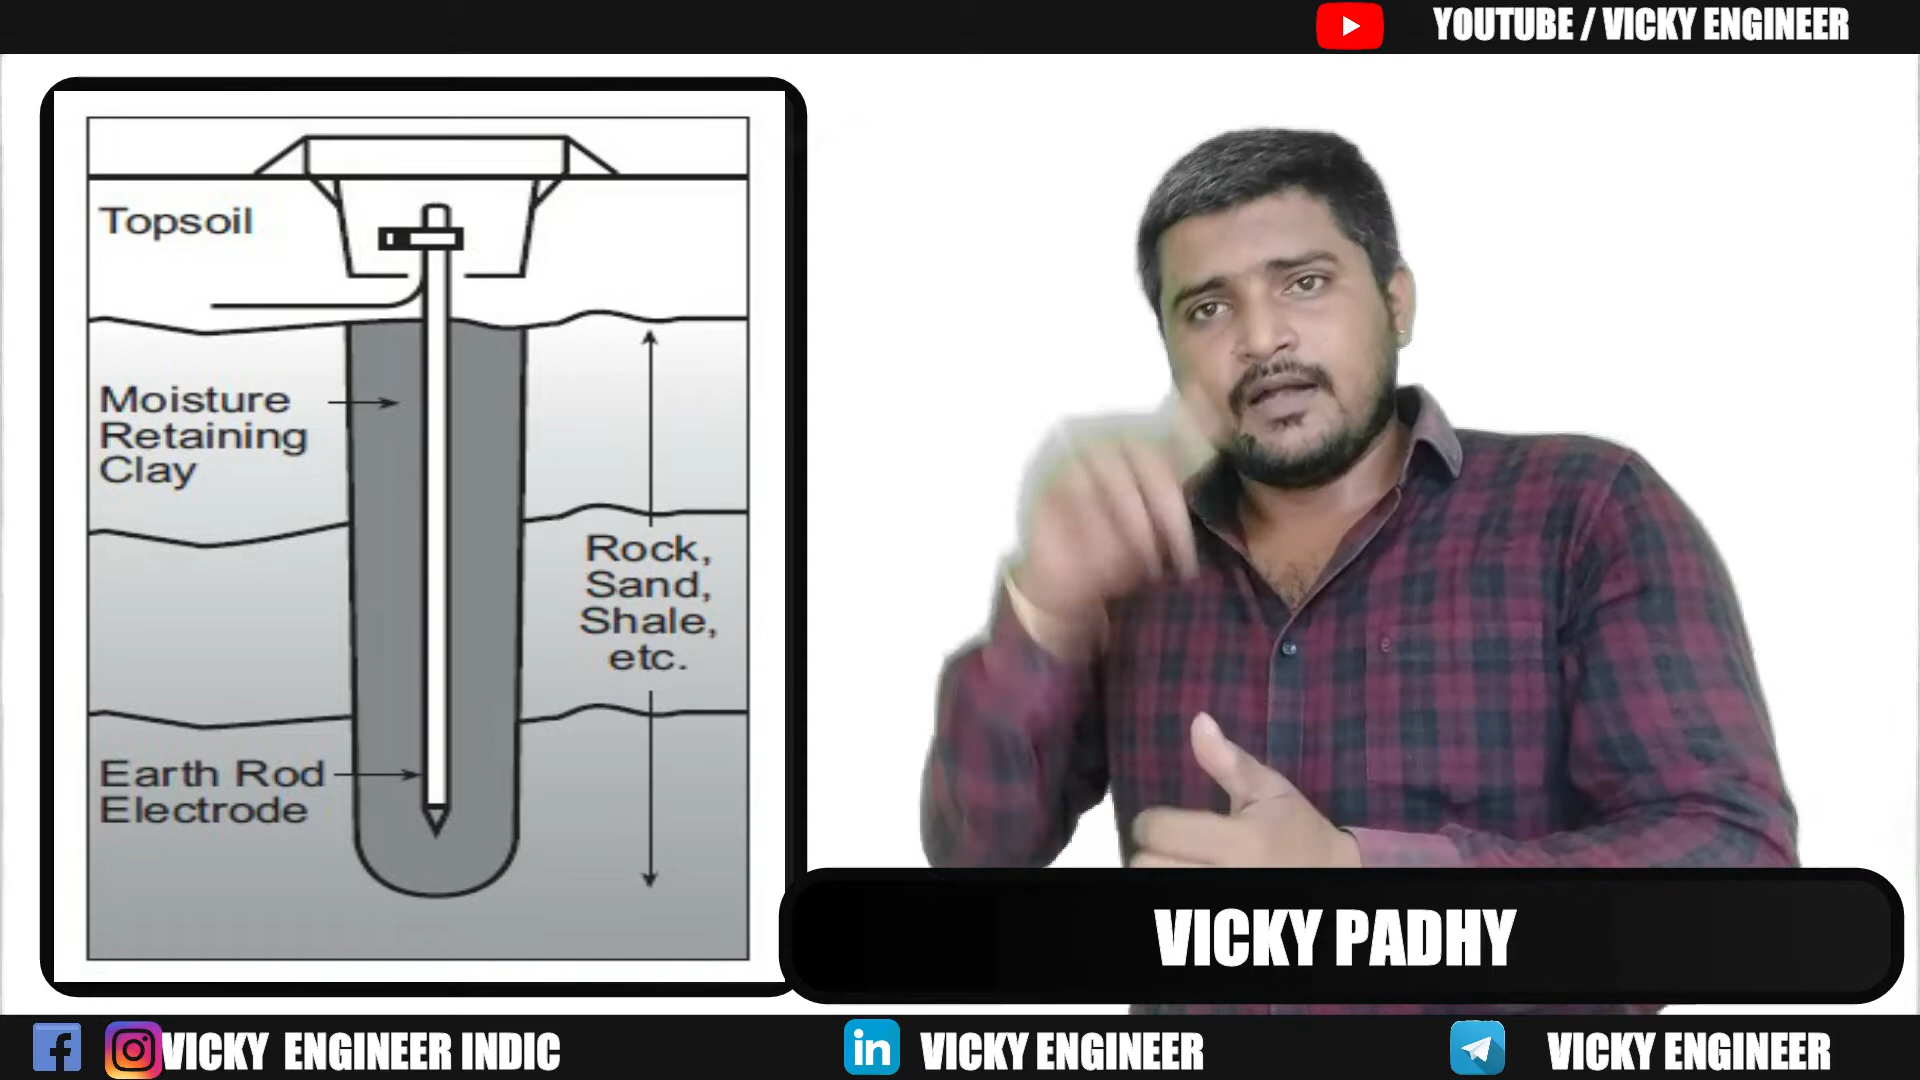 YOUTUBE / VICKY ENGINEER
Topsoil
Moisture
Retaining
Clay
Rock,
Sand,
Shale,
etc.
Earth Rod
Electrode
VICKY PADHY
VICKY ENGINEER INDIC
in
VICKY ENGINEER
VICKY ENGINEER